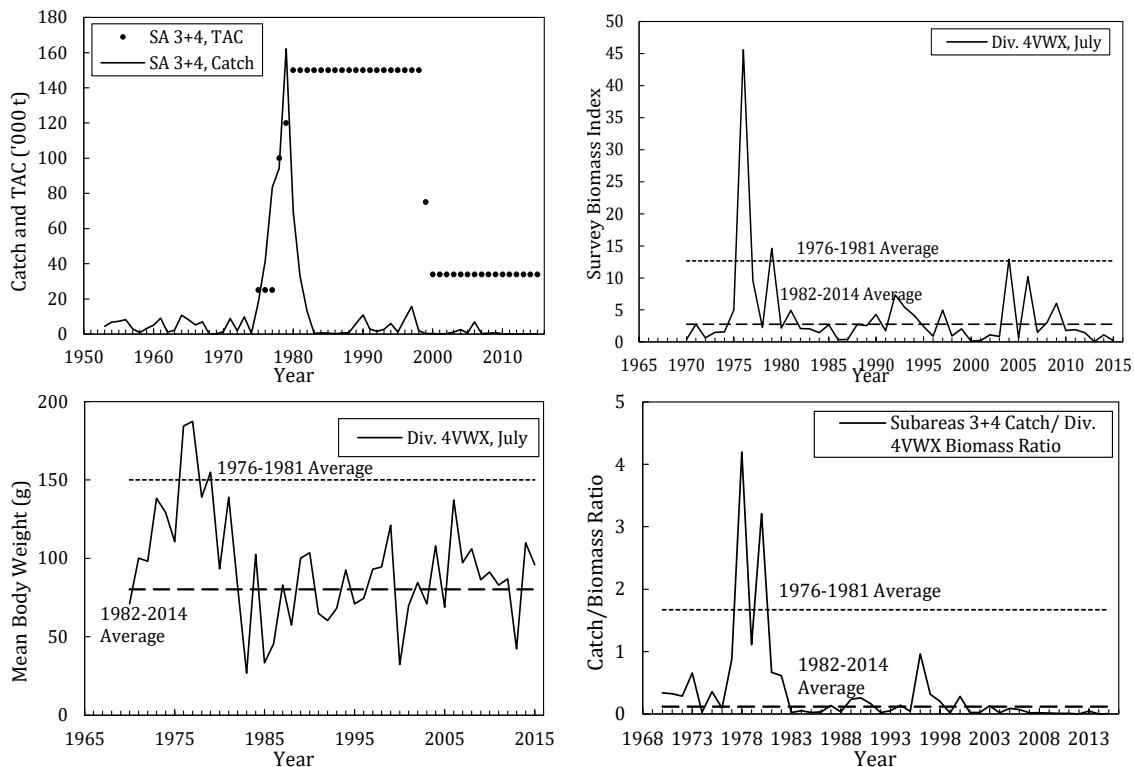 SA 3+4, TAC
SA 3+4, Catch
180
160
140
120
100
80
60
40
20
0
Catch and TAC ('000 t)
1950 1960 1970 1980 1990 2000 2010
Year
Div. 4VWX, July
50
45
40
35
30
25
20
15
10
5
0
Survey Biomass Index
1976-1981 Average
1982-2014 Average
1965 1970 1975 1980 1985 1990 1995 2000 2005 2010 2015
Year
Div. 4VWX, July
200
150
100
50
0
Mean Body Weight (g)
1976-1981 Average
1982-2014
Average
1965 1975 1985 1995 2005 2015
Year
Subareas 3+4 Catch/ Div.
4VWX Biomass Ratio
5
4
3
2
1
0
Catch/Biomass Ratio
1976-1981 Average
1982-2014
Average
1968 1973 1978 1983 1988 1993 1998 2003 2008 2013
Year